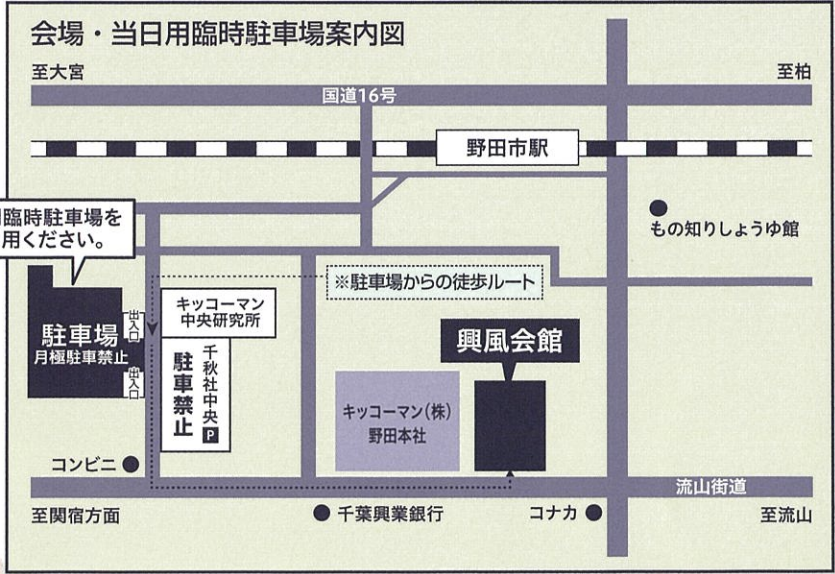 会場・当日用臨時駐車場案内図
至大宮
至柏
国道16号
野田市駅
臨時駐車場を
用ください。
もの知りしょうゆ館
※駐車場からの徒歩ルート
キッコーマン
中央研究所
駐車場
月極駐車禁止
出入口
出入口
千秋社中央P
駐車禁止
興風会館
キッコーマン(株)
野田本社
コンビニ
流山街道
至関宿方面
千葉興業銀行
コナカ
至流山